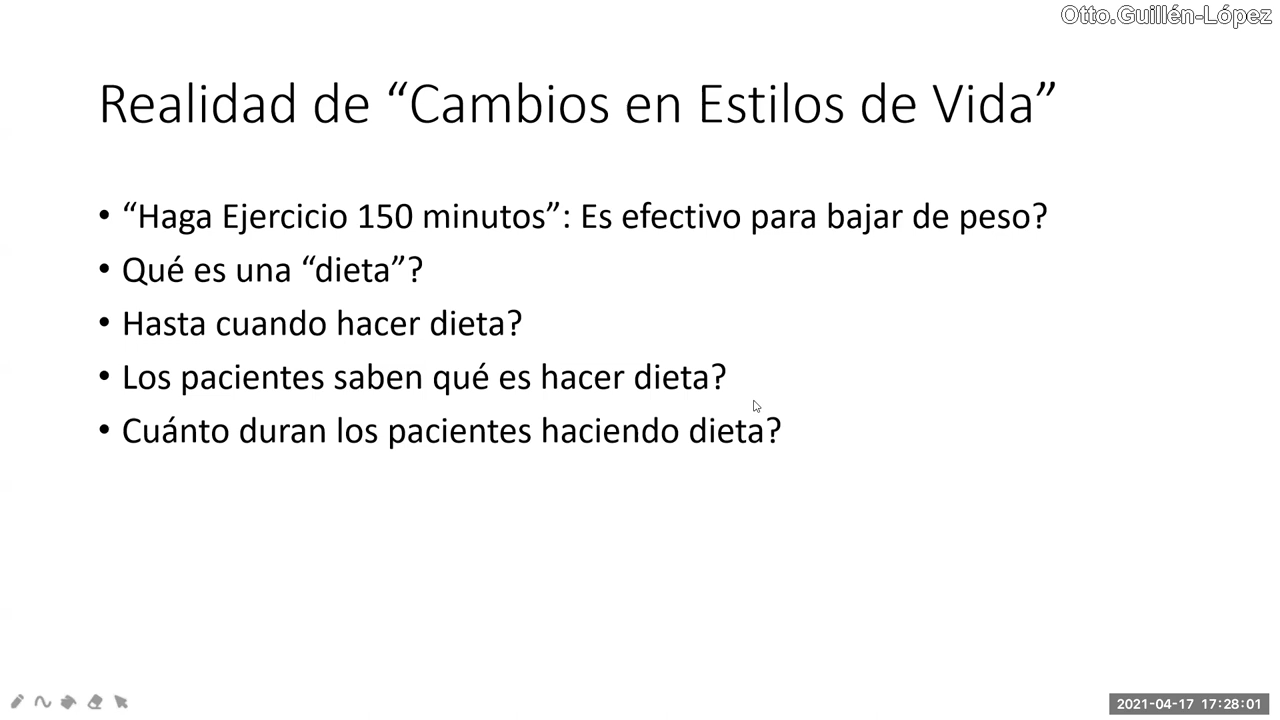 Otto.Guillén-López
Realidad de “Cambios en Estilos de Vida”
• “Haga Ejercicio 150 minutos”: Es efectivo para bajar de peso?
• Qué es una “dieta”?
• Hasta cuando hacer dieta?
• Los pacientes saben qué es hacer dieta?
• Cuánto duran los pacientes haciendo dieta?
2021-04-17 17:28:01